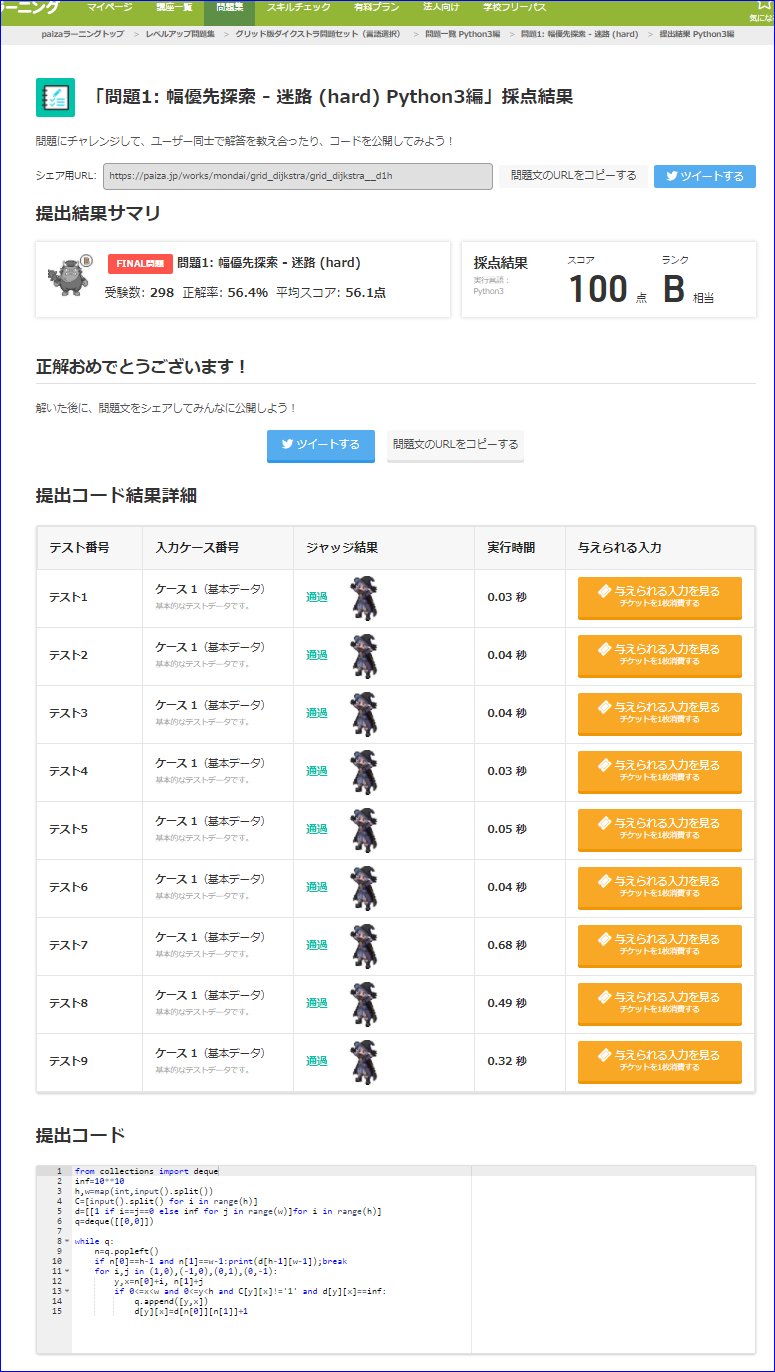 ーニング マイページ 講座一覧 問題集 スキルチェック 有料プラン 法人向け 学校フリーパス 気にな
paizaラーニングトップ > レベルアップ問題集 > グリッド版ダイクストラ問題セット（言語選択） > 問題一覧 Python3編 > 問題1: 幅優先探索 - 迷路 (hard) > 提出結果 Python3編
「問題1: 幅優先探索 - 迷路 (hard) Python3編」採点結果
問題にチャレンジして、ユーザー同士で解答を教え合ったり、コードを公開してみよう！
シェア用URL: https://paiza.jp/works/mondai/grid_dijkstra/grid_dijkstra__d1h 問題文のURLをコピーする ツイートする
提出結果サマリ
FINAL問題 問題1: 幅優先探索 - 迷路 (hard)
受験数: 298 正解率: 56.4% 平均スコア: 56.1点
採点結果 スコア ランク
実行言語：
Python3
100 点 B 相当
正解おめでとうございます！
解いた後に、問題文をシェアしてみんなに公開しよう！
ツイートする 問題文のURLをコピーする
提出コード結果詳細
テスト番号 入力ケース番号 ジャッジ結果 実行時間 与えられる入力
テスト1 ケース 1（基本データ） 通過 0.03 秒 与えられる入力を見る
基本的なテストデータです。 チケットを1枚消費する
テスト2 ケース 1（基本データ） 通過 0.04 秒 与えられる入力を見る
基本的なテストデータです。 チケットを1枚消費する
テスト3 ケース 1（基本データ） 通過 0.04 秒 与えられる入力を見る
基本的なテストデータです。 チケットを1枚消費する
テスト4 ケース 1（基本データ） 通過 0.03 秒 与えられる入力を見る
基本的なテストデータです。 チケットを1枚消費する
テスト5 ケース 1（基本データ） 通過 0.05 秒 与えられる入力を見る
基本的なテストデータです。 チケットを1枚消費する
テスト6 ケース 1（基本データ） 通過 0.04 秒 与えられる入力を見る
基本的なテストデータです。 チケットを1枚消費する
テスト7 ケース 1（基本データ） 通過 0.68 秒 与えられる入力を見る
基本的なテストデータです。 チケットを1枚消費する
テスト8 ケース 1（基本データ） 通過 0.49 秒 与えられる入力を見る
基本的なテストデータです。 チケットを1枚消費する
テスト9 ケース 1（基本データ） 通過 0.32 秒 与えられる入力を見る
基本的なテストデータです。 チケットを1枚消費する
提出コード
1 from collections import deque
2 inf=10**10
3 h,w=map(int,input().split())
4 C=[input().split() for i in range(h)]
5 d=[[1 if i==j==0 else inf for j in range(w)]for i in range(h)]
6 q=deque([[0,0]])
7
8 while q:
9     n=q.popleft()
10     if n[0]==h-1 and n[1]==w-1:print(d[h-1][w-1]);break
11     for i,j in (1,0),(-1,0),(0,1),(0,-1):
12         y,x=n[0]+i, n[1]+j
13         if 0<=x<w and 0<=y<h and C[y][x]!='1' and d[y][x]==inf:
14             q.append([y,x])
15             d[y][x]=d[n[0]][n[1]]+1